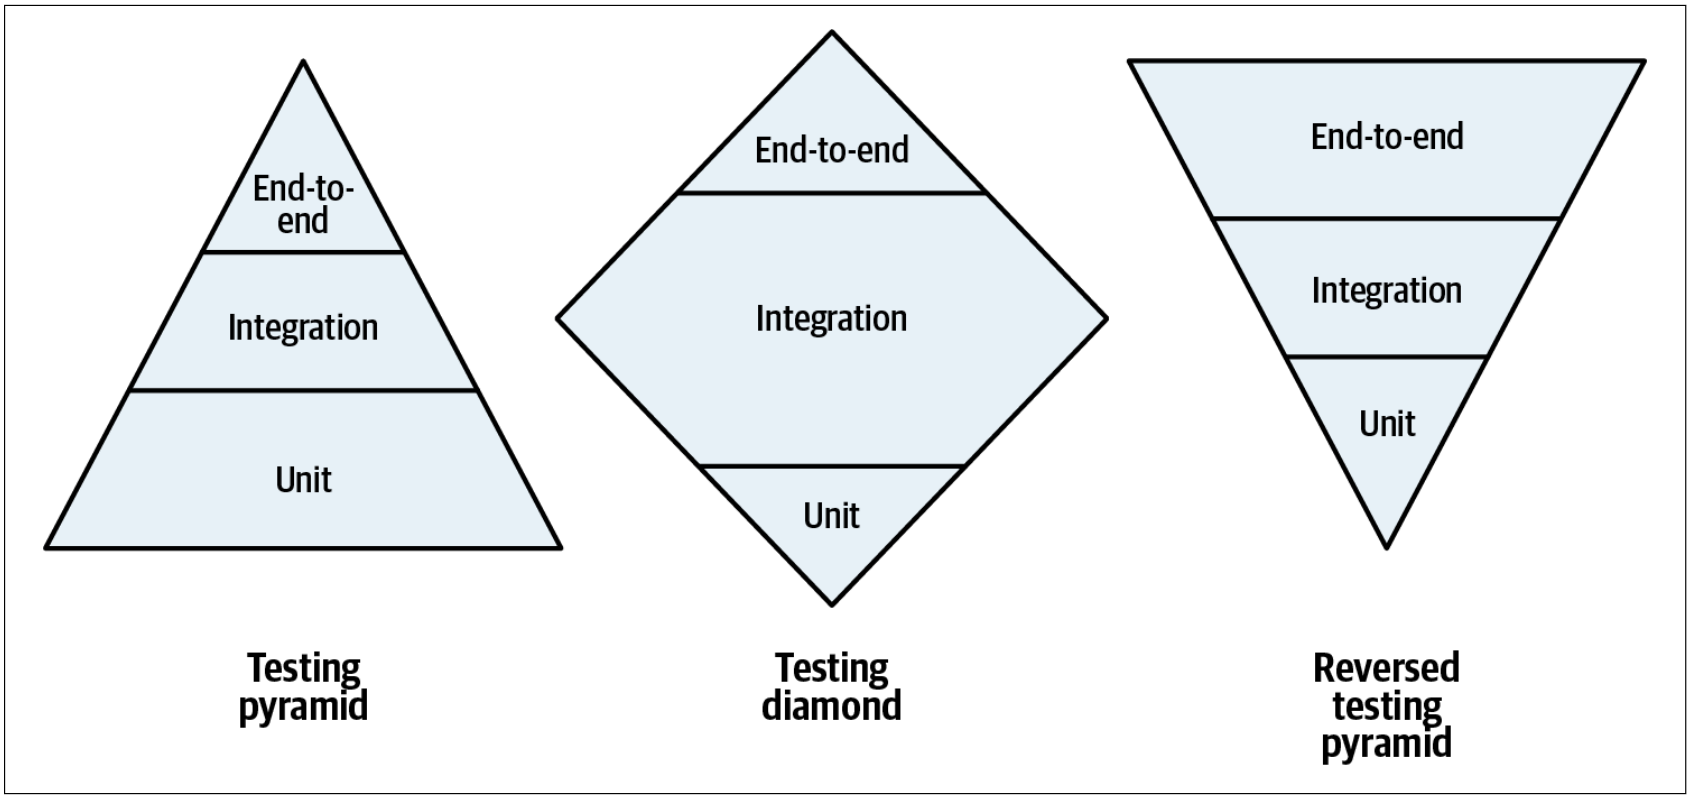 End-to-
end
Integration
Unit
Testing
pyramid
End-to-end
Integration
Unit
Testing
diamond
End-to-end
Integration
Unit
Reversed
testing
pyramid